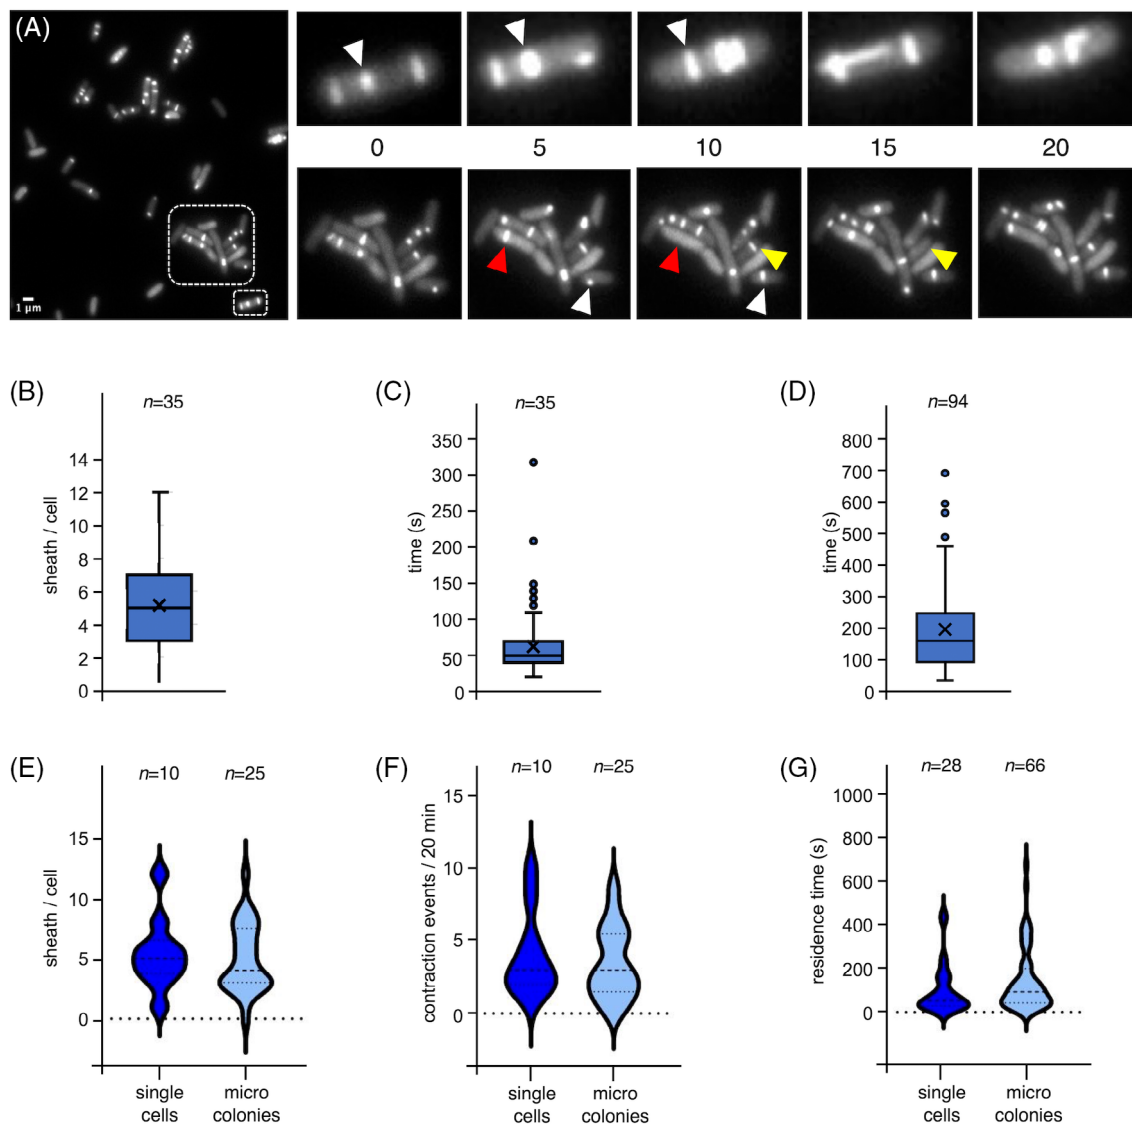 (A)
1 µm
0 5 10 15 20
(B)
n=35
sheath / cell
14
12
10
8
6
4
2
0
(C)
n=35
time (s)
350
300
250
200
150
100
50
0
(D)
n=94
time (s)
800
700
600
500
400
300
200
100
0
(E)
n=10 n=25
sheath / cell
15
10
5
0
single cells
micro colonies
(F)
n=10 n=25
contraction events / 20 min
15
10
5
0
single cells
micro colonies
(G)
n=28 n=66
residence time (s)
1000
800
600
400
200
0
single cells
micro colonies